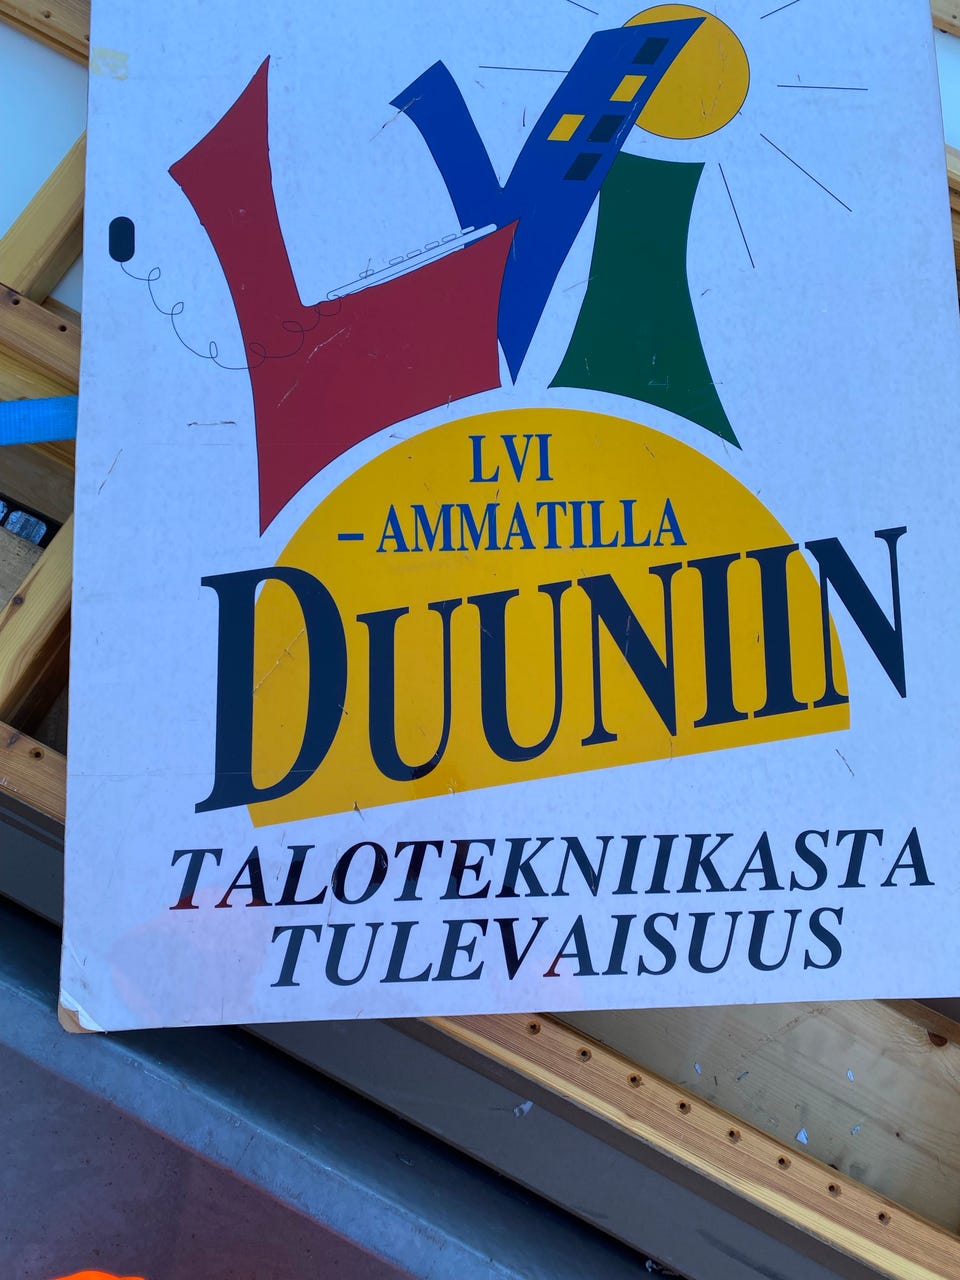 LVI
LVI
– AMMATILLA
DUUNIIN
TALOTEKNIIKASTA
TULEVAISUUS